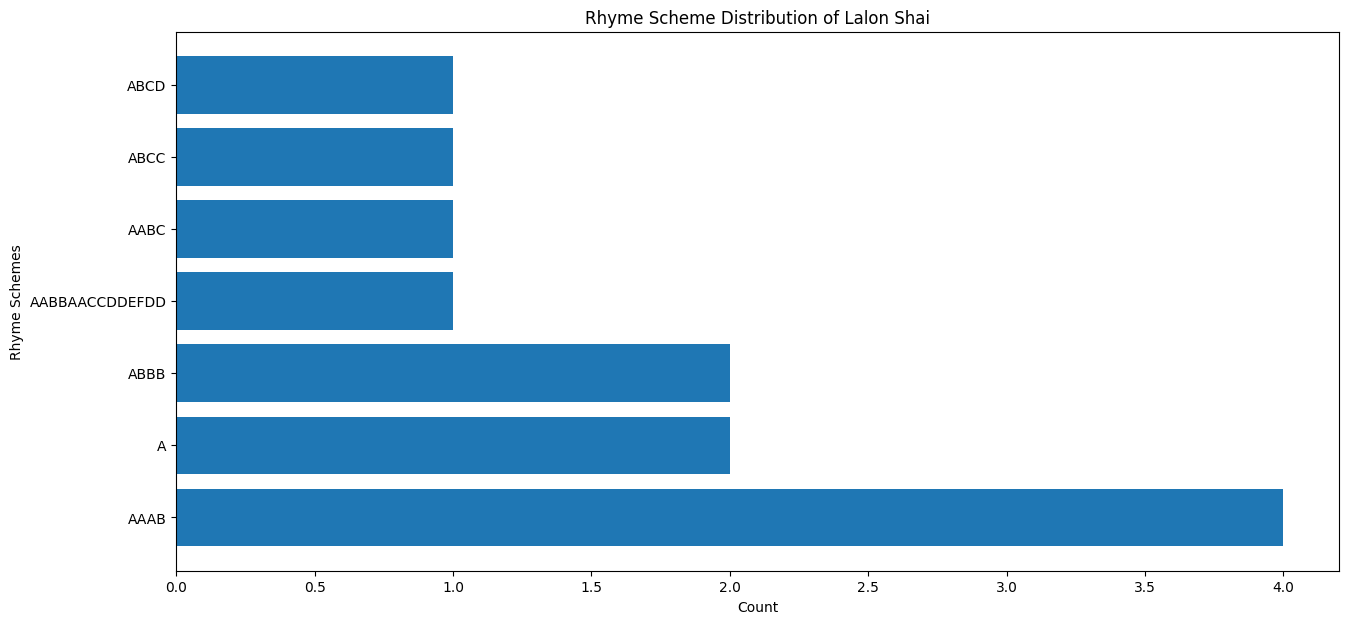 Rhyme Scheme Distribution of Lalon Shai
ABCD
ABCC
AABC
AABBAACCDDEFDD
ABBB
A
AAAB
Rhyme Schemes
0.0 0.5 1.0 1.5 2.0 2.5 3.0 3.5 4.0
Count